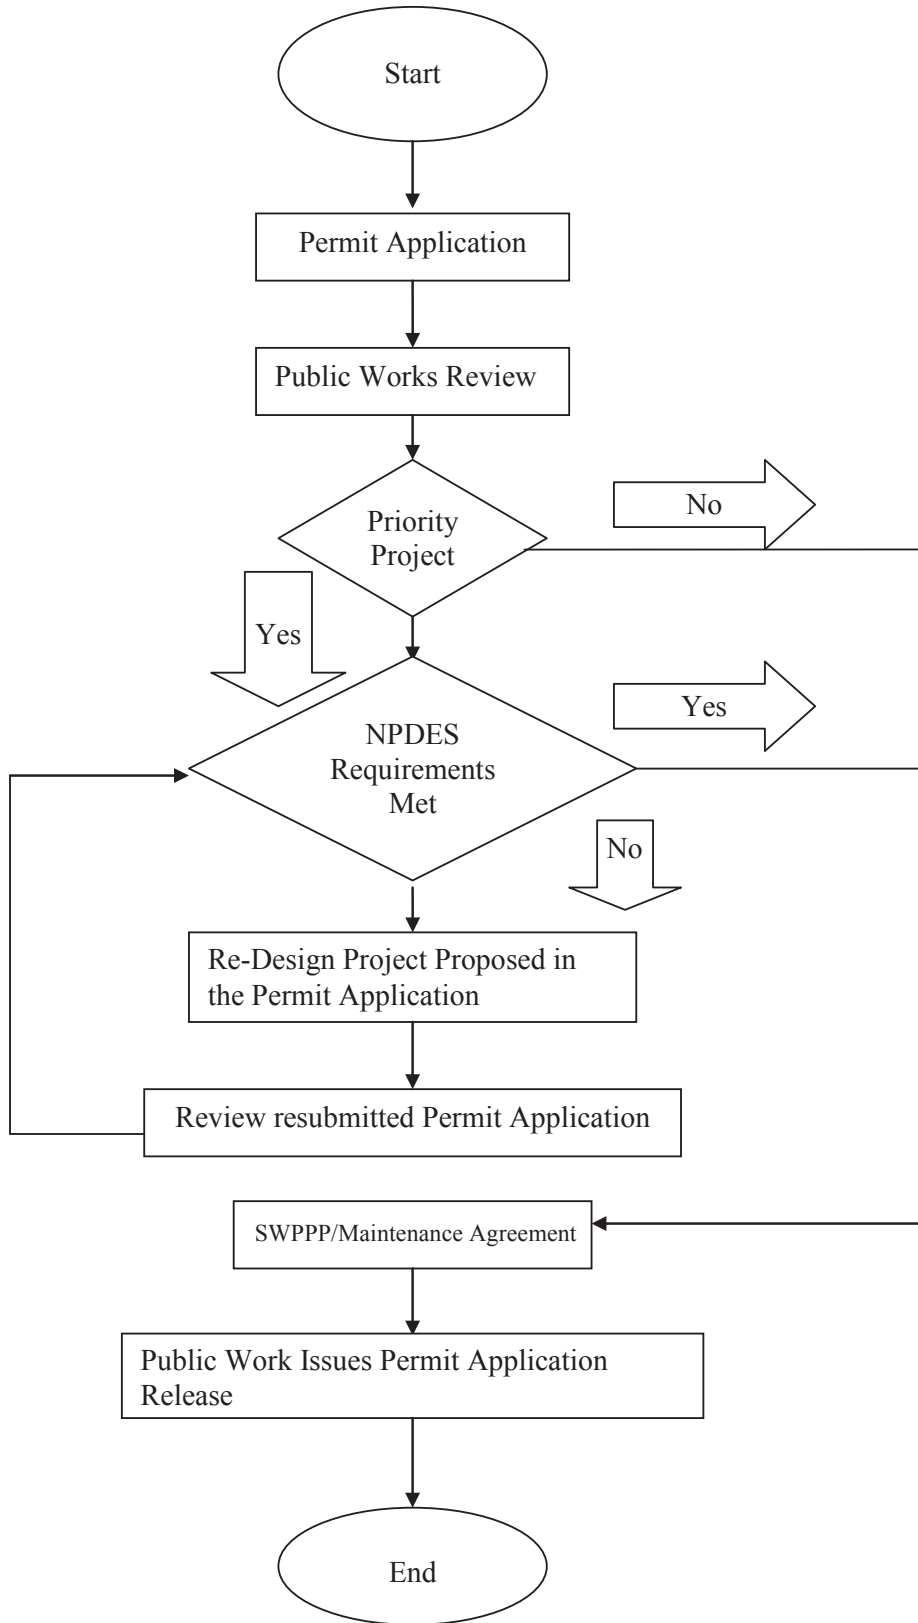 Start
Permit Application
Public Works Review
Priority
Project
No
Yes
NPDES
Requirements
Met
Yes
No
Re-Design Project Proposed in
the Permit Application
Review resubmitted Permit Application
SWPPP/Maintenance Agreement
Public Work Issues Permit Application
Release
End